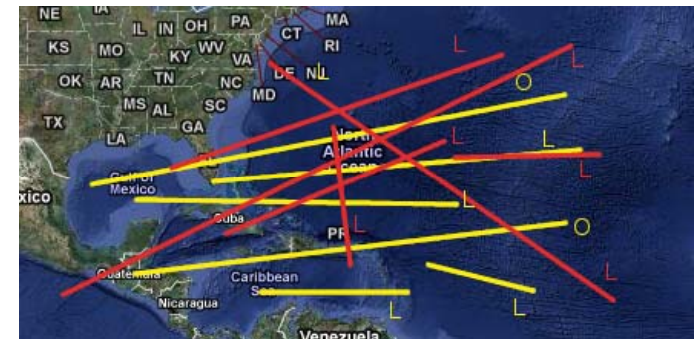 NE
IA
IL
IN
OH
PA
MA
CT
RI
KS
MO
KY
WV
VA
DE
NJ
L
L
L
OK
AR
TN
NC
MD
O
MS
AL
SC
TX
GA
LA
North
Atlantic
Ocean
L
L
FL
L
Gulf of
Mexico
xico
L
Cuba
PR
L
O
Guatemala
Caribbean
Sea
L
Nicaragua
L
L
Venezuela